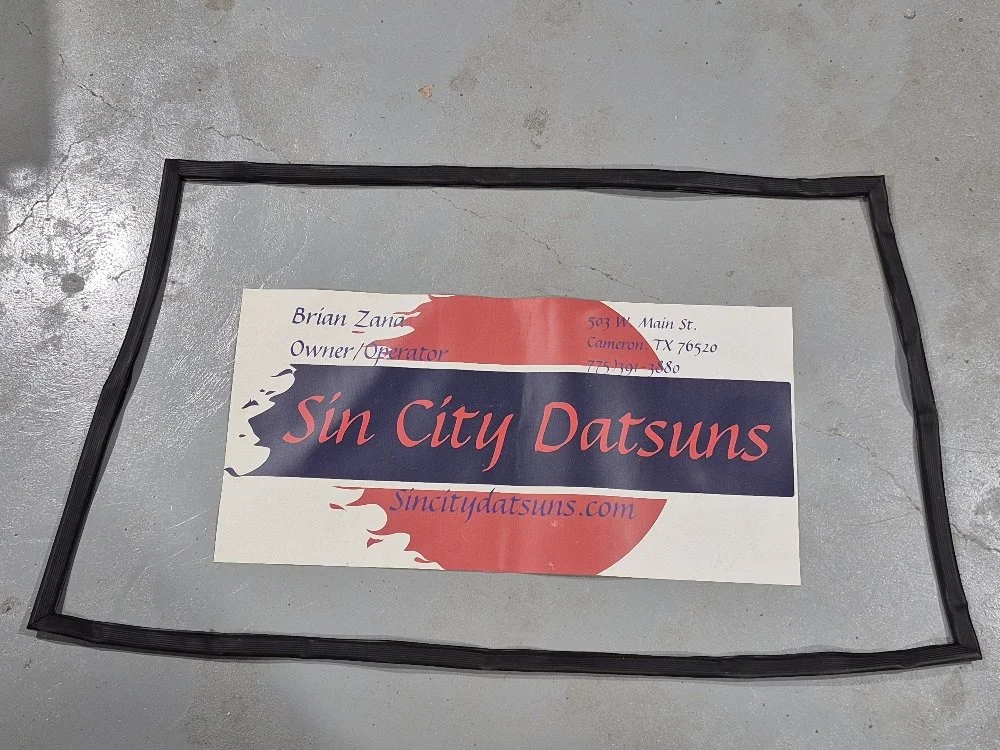 Brian Zana
Owner/Operator
503 W. Main St.
Cameron, TX 76520
775)391-3880
Sin City Datsuns
Sincitydatsuns.com